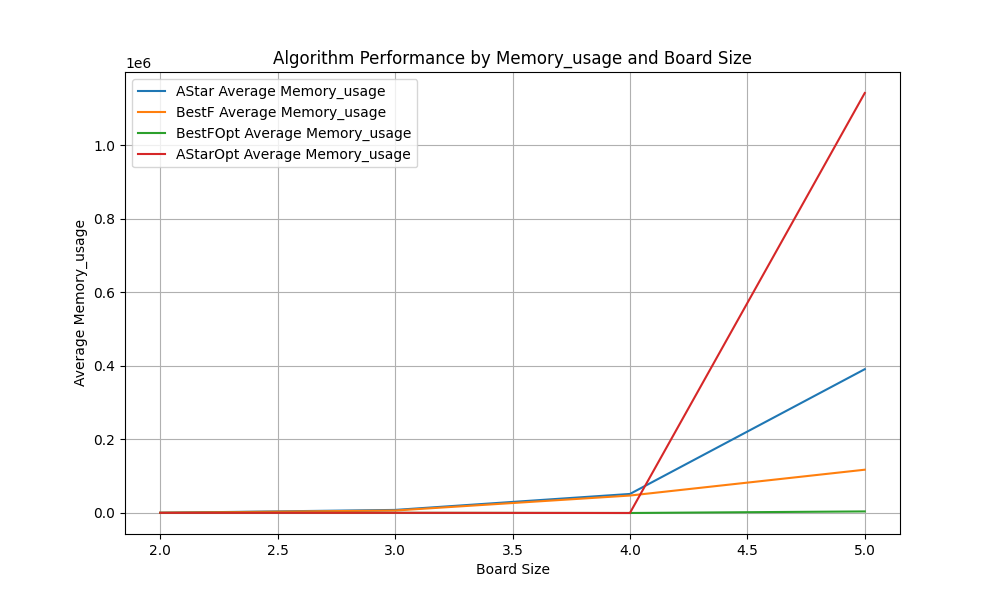 Algorithm Performance by Memory_usage and Board Size
1e6
AStar Average Memory_usage
BestF Average Memory_usage
BestFOpt Average Memory_usage
AStarOpt Average Memory_usage
1.0
0.8
0.6
0.4
0.2
0.0
Average Memory_usage
2.0 2.5 3.0 3.5 4.0 4.5 5.0
Board Size